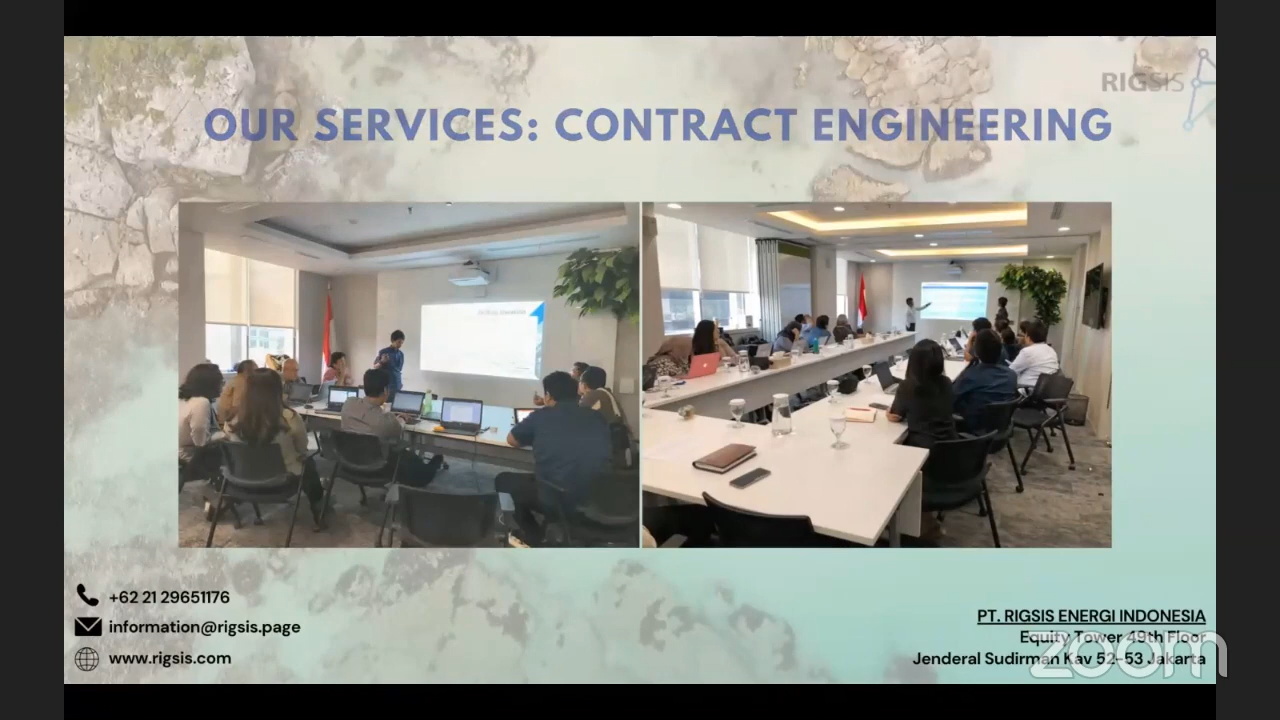 RIGSIS
OUR SERVICES: CONTRACT ENGINEERING
+62 21 29651176
information@rigsis.page
www.rigsis.com
PT. RIGSIS ENERGI INDONESIA
Equity Tower 49th Floor
Jenderal Sudirman Kav 52-53 Jakarta
zoom